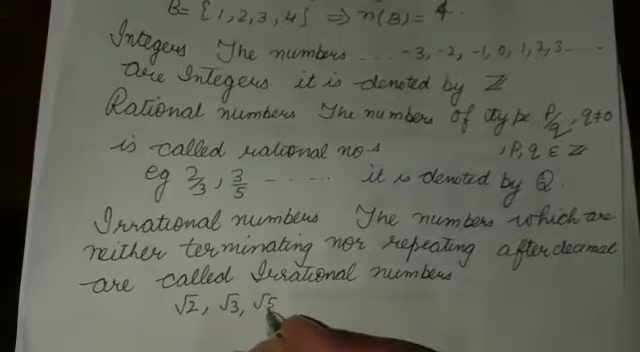 B= {1,2,3,4} ⇒ n(B)= 4
Integers The numbers ... -3, -2, -1, 0, 1, 2, 3 .....
are Integers it is denoted by Z
Rational numbers The numbers of type P/q, q≠0
is called rational no.s , P, q ∈ Z
eg 2/3, 3/5 ...... it is denoted by Q.
Irrational numbers The numbers which are
neither terminating nor repeating after decimal
are called Irrational numbers
√2, √3, √5